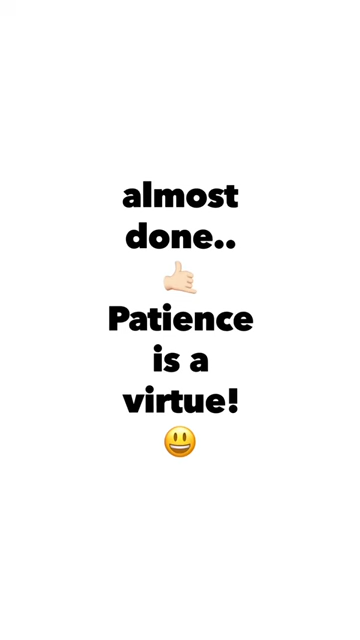 almost
done..
🤙🏻
Patience
is a
virtue!
😃